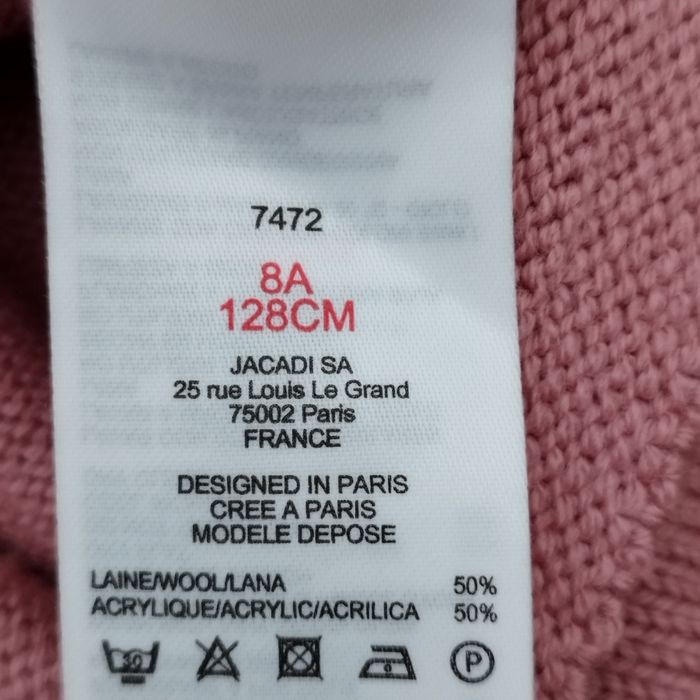 7472
8A
128CM
JACADI SA
25 rue Louis Le Grand
75002 Paris
FRANCE
DESIGNED IN PARIS
CREE A PARIS
MODELE DEPOSE
LAINE/WOOL/LANA 50%
ACRYLIQUE/ACRYLIC/ACRILICA 50%
30 P